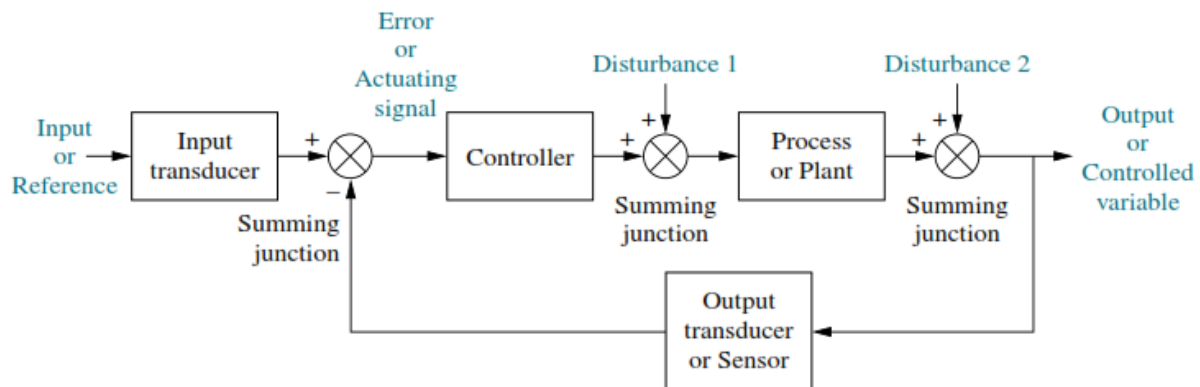 Error
or
Actuating
signal
Disturbance 1
Disturbance 2
Input
or
Reference
Input
transducer
+
−
Summing
junction
Controller
+
+
Summing
junction
Process
or Plant
+
+
Summing
junction
Output
or
Controlled
variable
Output
transducer
or Sensor